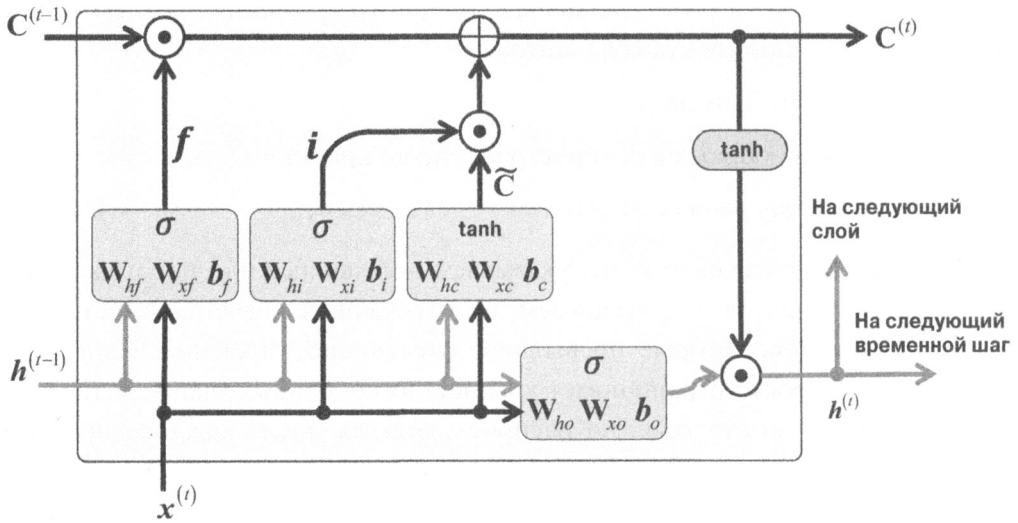 C^(t–1)
C^(t)
f
i
tanh
C̃
На следующий
слой
σ
W_hf W_xf b_f
σ
W_hi W_xi b_i
tanh
W_hc W_xc b_c
На следующий
временной шаг
h^(t–1)
σ
W_ho W_xo b_o
h^(t)
x^(t)